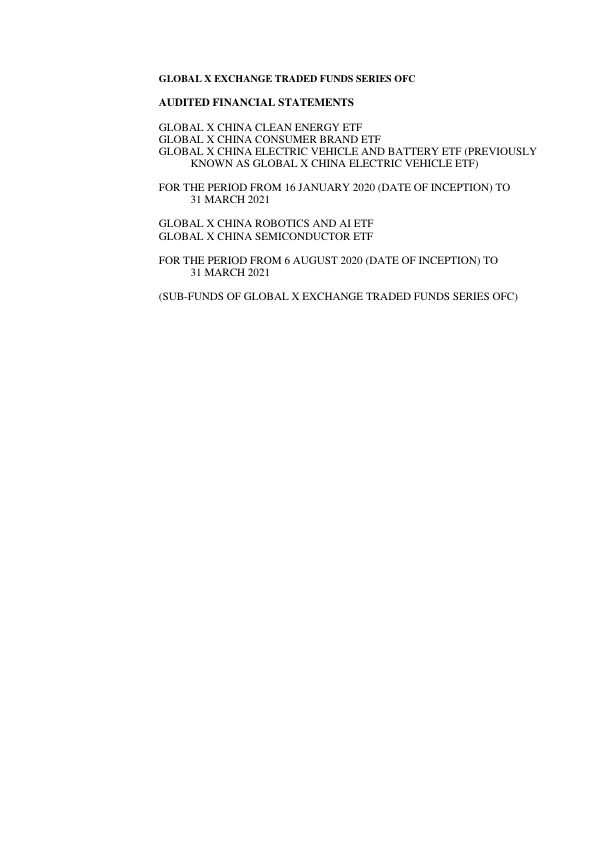 GLOBAL X EXCHANGE TRADED FUNDS SERIES OFC
AUDITED FINANCIAL STATEMENTS
GLOBAL X CHINA CLEAN ENERGY ETF
GLOBAL X CHINA CONSUMER BRAND ETF
GLOBAL X CHINA ELECTRIC VEHICLE AND BATTERY ETF (PREVIOUSLY
KNOWN AS GLOBAL X CHINA ELECTRIC VEHICLE ETF)
FOR THE PERIOD FROM 16 JANUARY 2020 (DATE OF INCEPTION) TO
31 MARCH 2021
GLOBAL X CHINA ROBOTICS AND AI ETF
GLOBAL X CHINA SEMICONDUCTOR ETF
FOR THE PERIOD FROM 6 AUGUST 2020 (DATE OF INCEPTION) TO
31 MARCH 2021
(SUB-FUNDS OF GLOBAL X EXCHANGE TRADED FUNDS SERIES OFC)